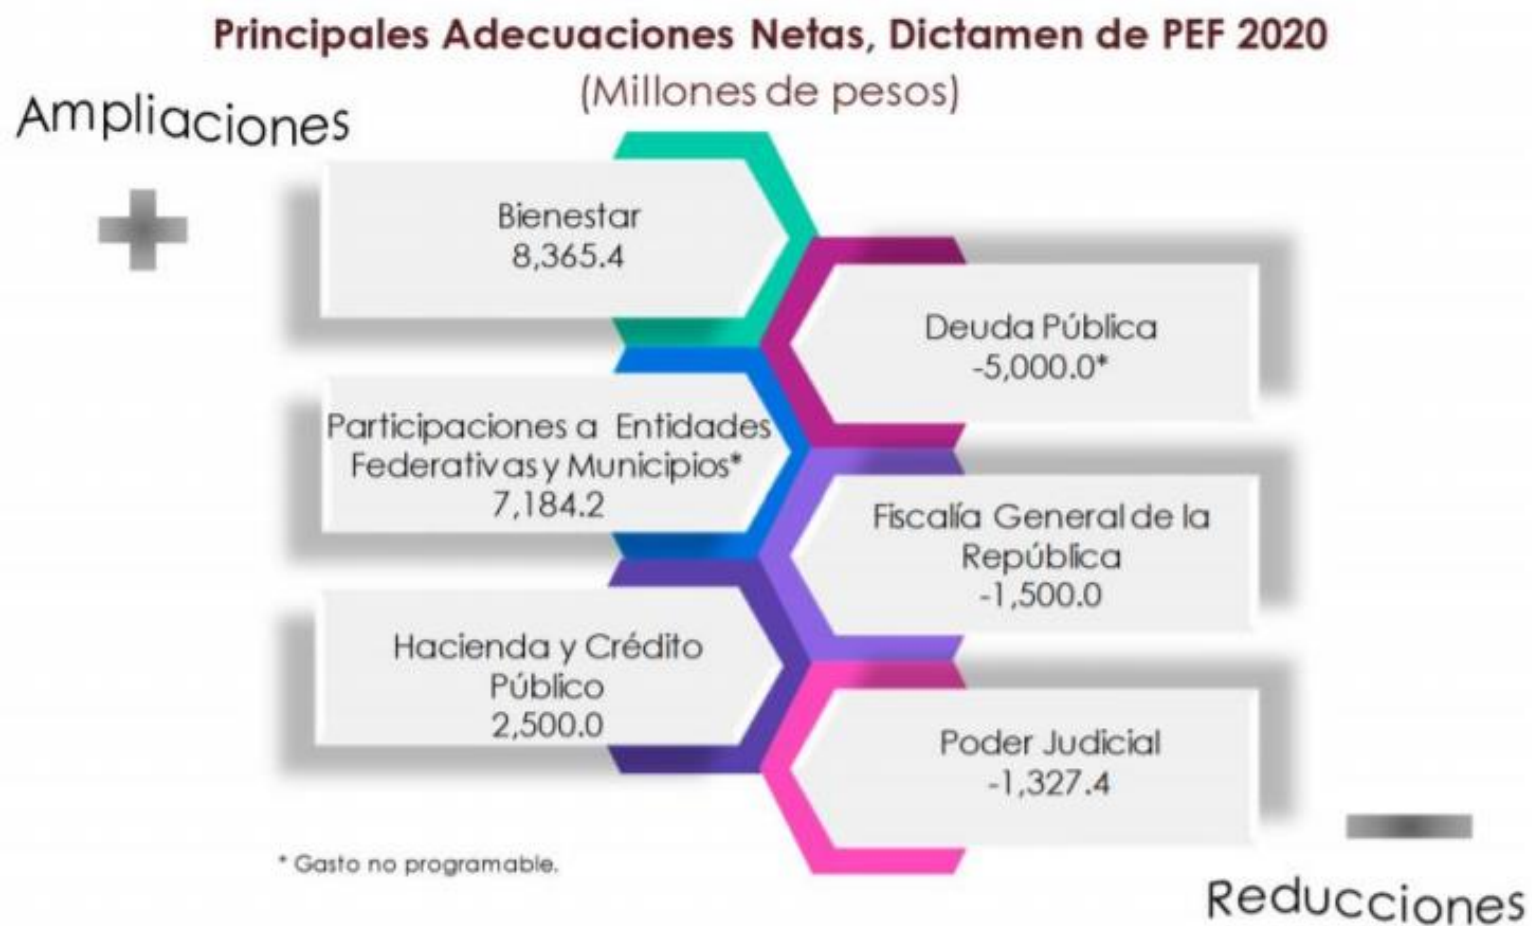 Principales Adecuaciones Netas, Dictamen de PEF 2020
(Millones de pesos)
Ampliaciones
Bienestar
8,365.4
Deuda Pública
-5,000.0*
Participaciones a Entidades
Federativas y Municipios*
7,184.2
Fiscalía General de la
República
-1,500.0
Hacienda y Crédito
Público
2,500.0
Poder Judicial
-1,327.4
* Gasto no programable.
Reducciones